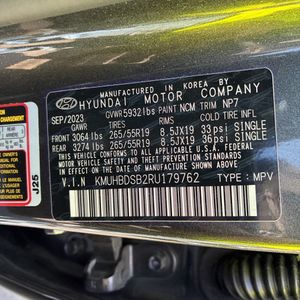 MANUFACTURED IN KOREA BY
HYUNDAI MOTOR COMPANY
SEP/2023 GVWR 5932 lbs PAINT NCM TRIM NP7
GAWR TIRES RIMS COLD TIRE INFL
FRONT 3064 lbs 265/55R19 8.5JX19 33psi SINGLE
REAR 3274 lbs 265/55R19 8.5JX19 36psi SINGLE
THIS VEHICLE CONFORMS TO ALL APPLICABLE U.S.A. FEDERAL
MOTOR VEHICLE SAFETY, BUMPER, AND THEFT
PREVENTION STANDARDS IN EFFECT ON THE DATE
OF MANUFACTURE SHOWN ABOVE.
V.I.N KMUHBDSB2RU179762 TYPE : MPV
J25